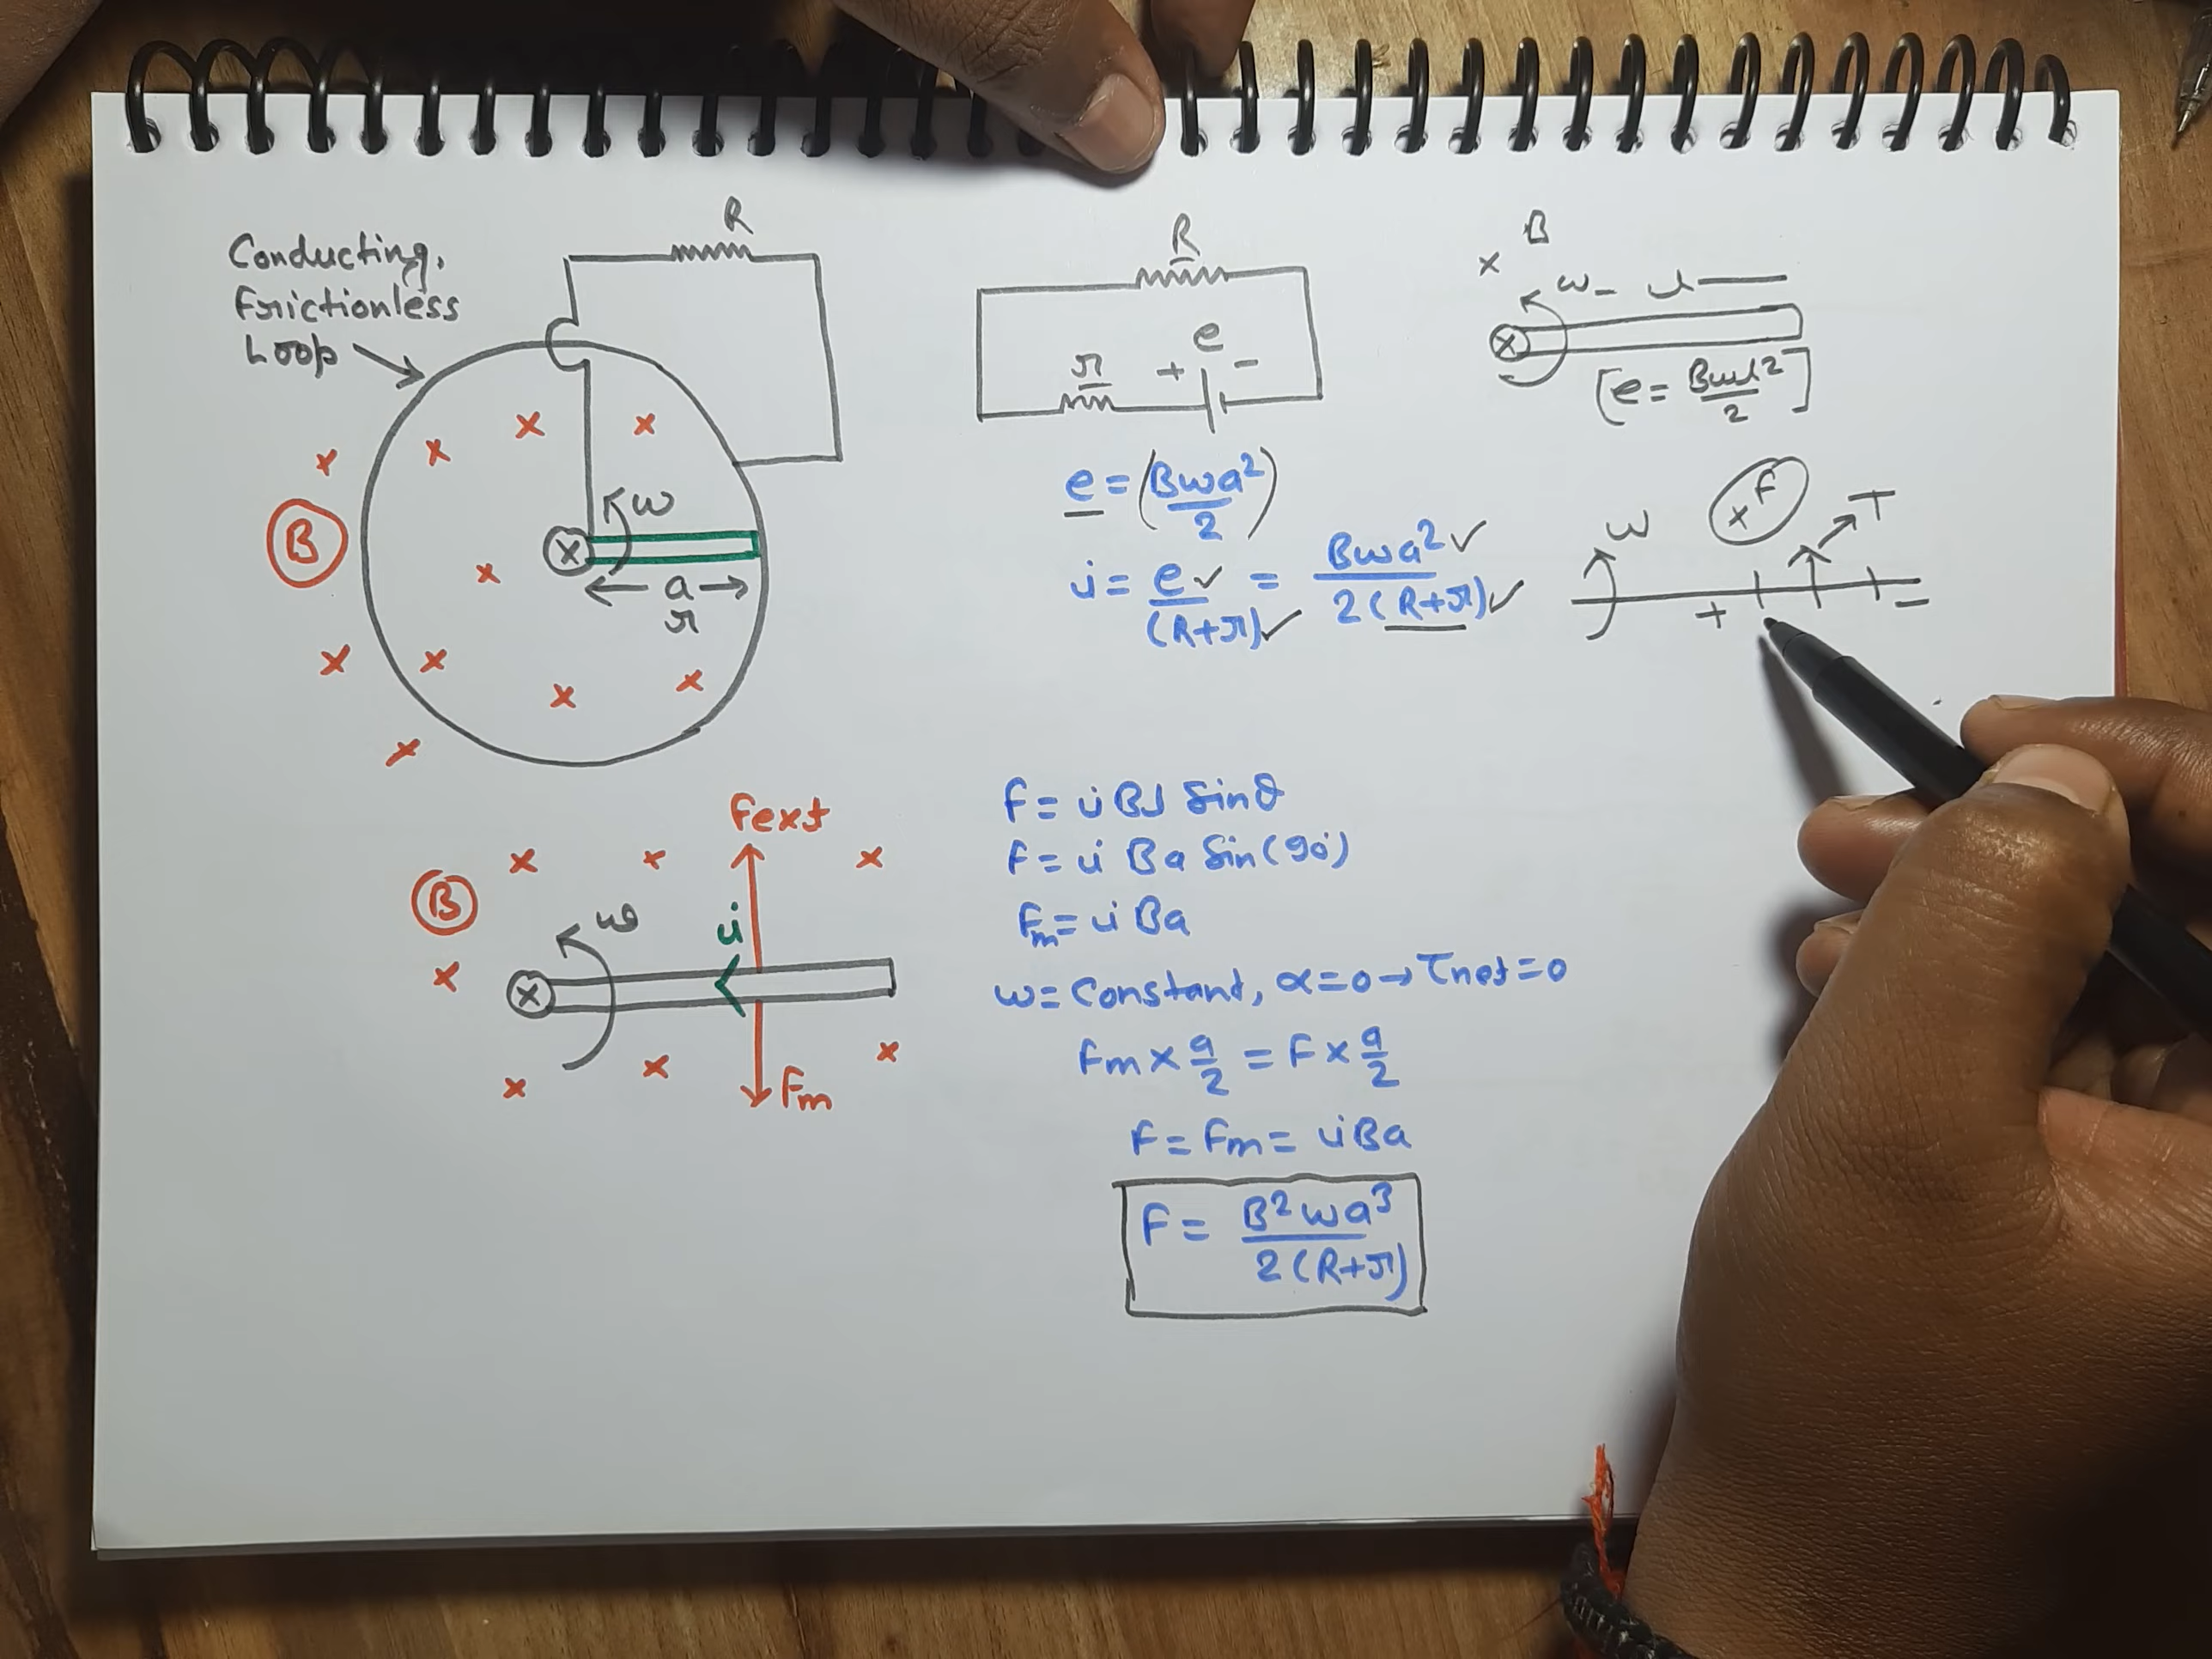 Conducting,
Frictionless
Loop
R
B
ω
a
r
x
R
r
+ e -
e = (Bωa²/2)
i = e/(R+r) = Bωa²/2(R+r)
B
x
ω l
x
[e = Bωl²/2]
ω
x F
T
+ -
Fext
B
ω
i
x
Fm
F = iBl Sinθ
F = i Ba Sin(90°)
Fm = i Ba
ω = Constant, α=0 → τnet=0
Fm × a/2 = F × a/2
F = Fm = iBa
F = B²ωa³/2(R+r)